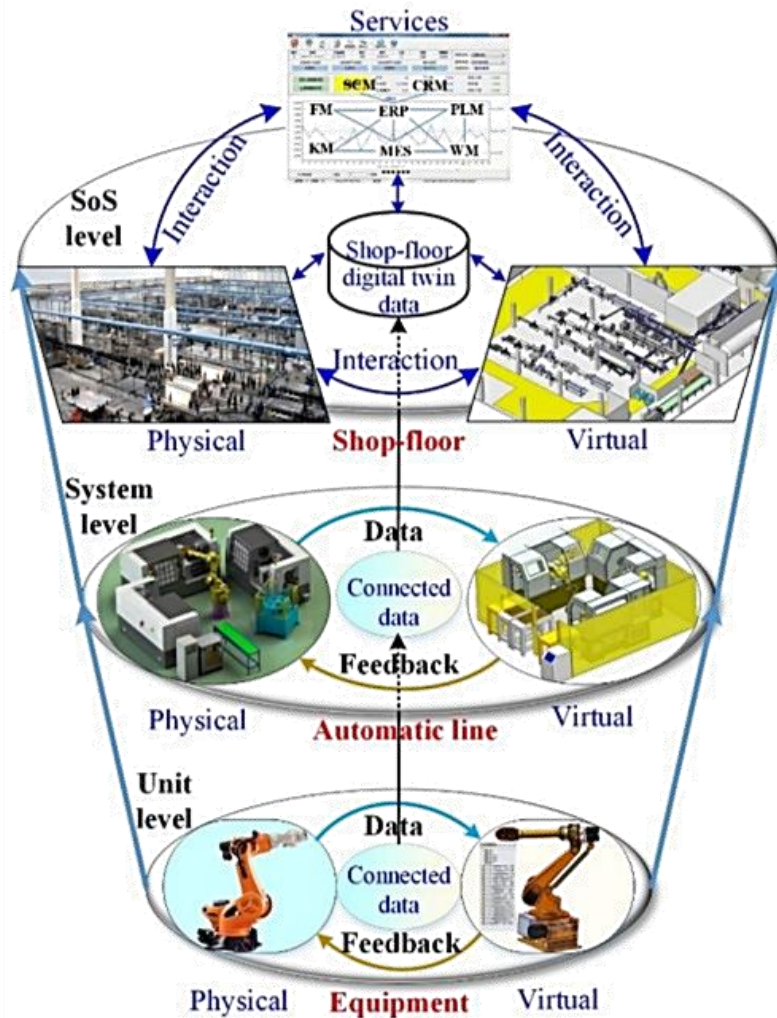 Services
SCM CRM
FM ERP PLM
KM MES WM
Interaction
Interaction
SoS
level
Shop-floor
digital twin
data
Interaction
Physical Shop-floor Virtual
System
level
Data
Connected
data
Feedback
Physical Automatic line Virtual
Unit
level
Data
Connected
data
Feedback
Physical Equipment Virtual